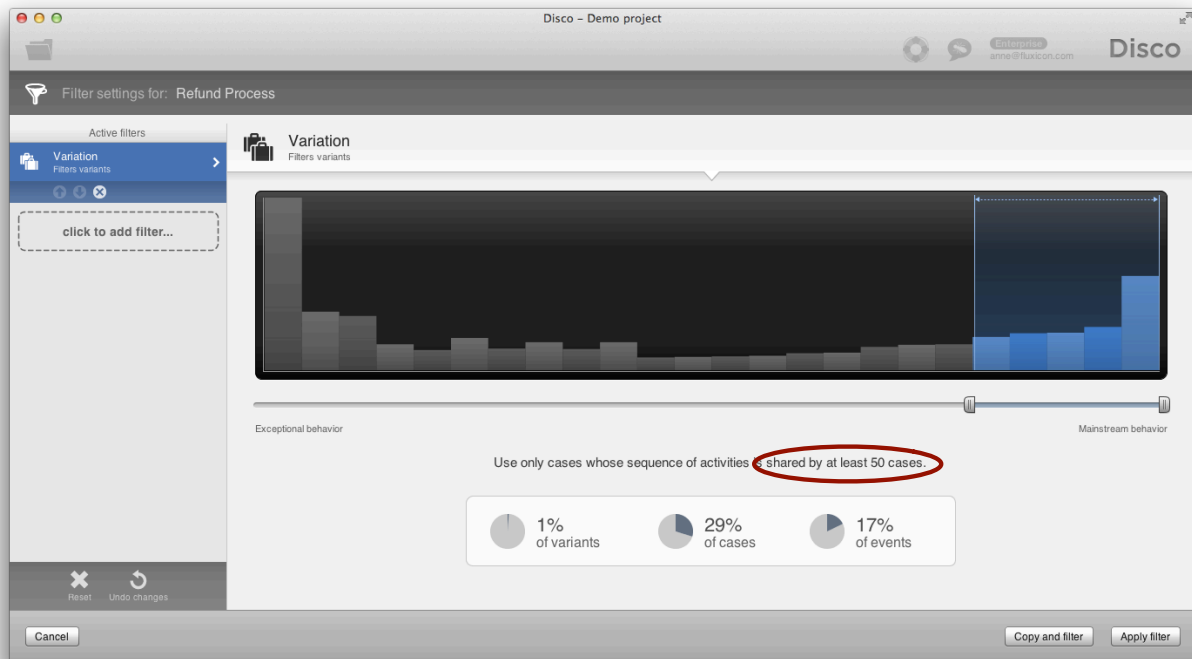 Disco – Demo project
Enterprise
anne@fluxicon.com
Disco
Filter settings for: Refund Process
Active filters
Variation
Filters variants
click to add filter...
Variation
Filters variants
Exceptional behavior
Mainstream behavior
Use only cases whose sequence of activities is shared by at least 50 cases.
1%
of variants
29%
of cases
17%
of events
Reset
Undo changes
Cancel
Copy and filter
Apply filter